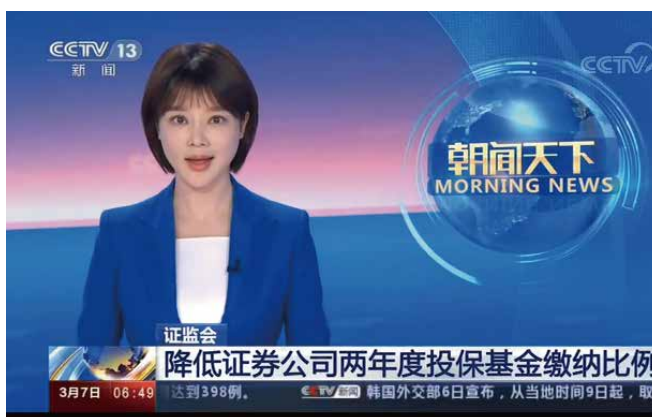 CCTV 13
新闻
CCTV
朝闻天下
MORNING NEWS
证监会
降低证券公司两年度投保基金缴纳比例
3月7日 06:49
达到398例。 CCTV 新闻 韩国外交部6日宣布，从当地时间9日起，取